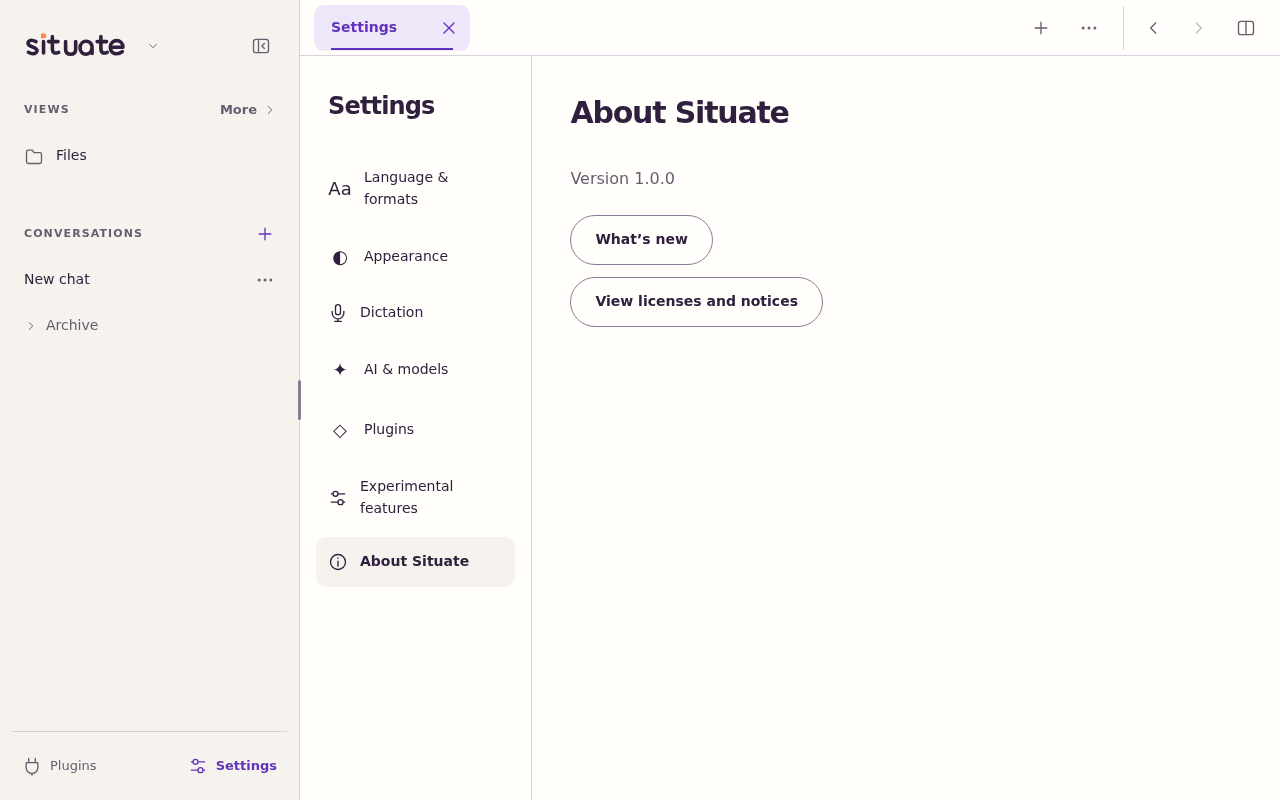 situate
VIEWS
More
Files
CONVERSATIONS
New chat
Archive
Plugins
Settings
Settings
Settings
Aa
Language &
formats
Appearance
Dictation
AI & models
Plugins
Experimental
features
About Situate
About Situate
Version 1.0.0
What’s new
View licenses and notices